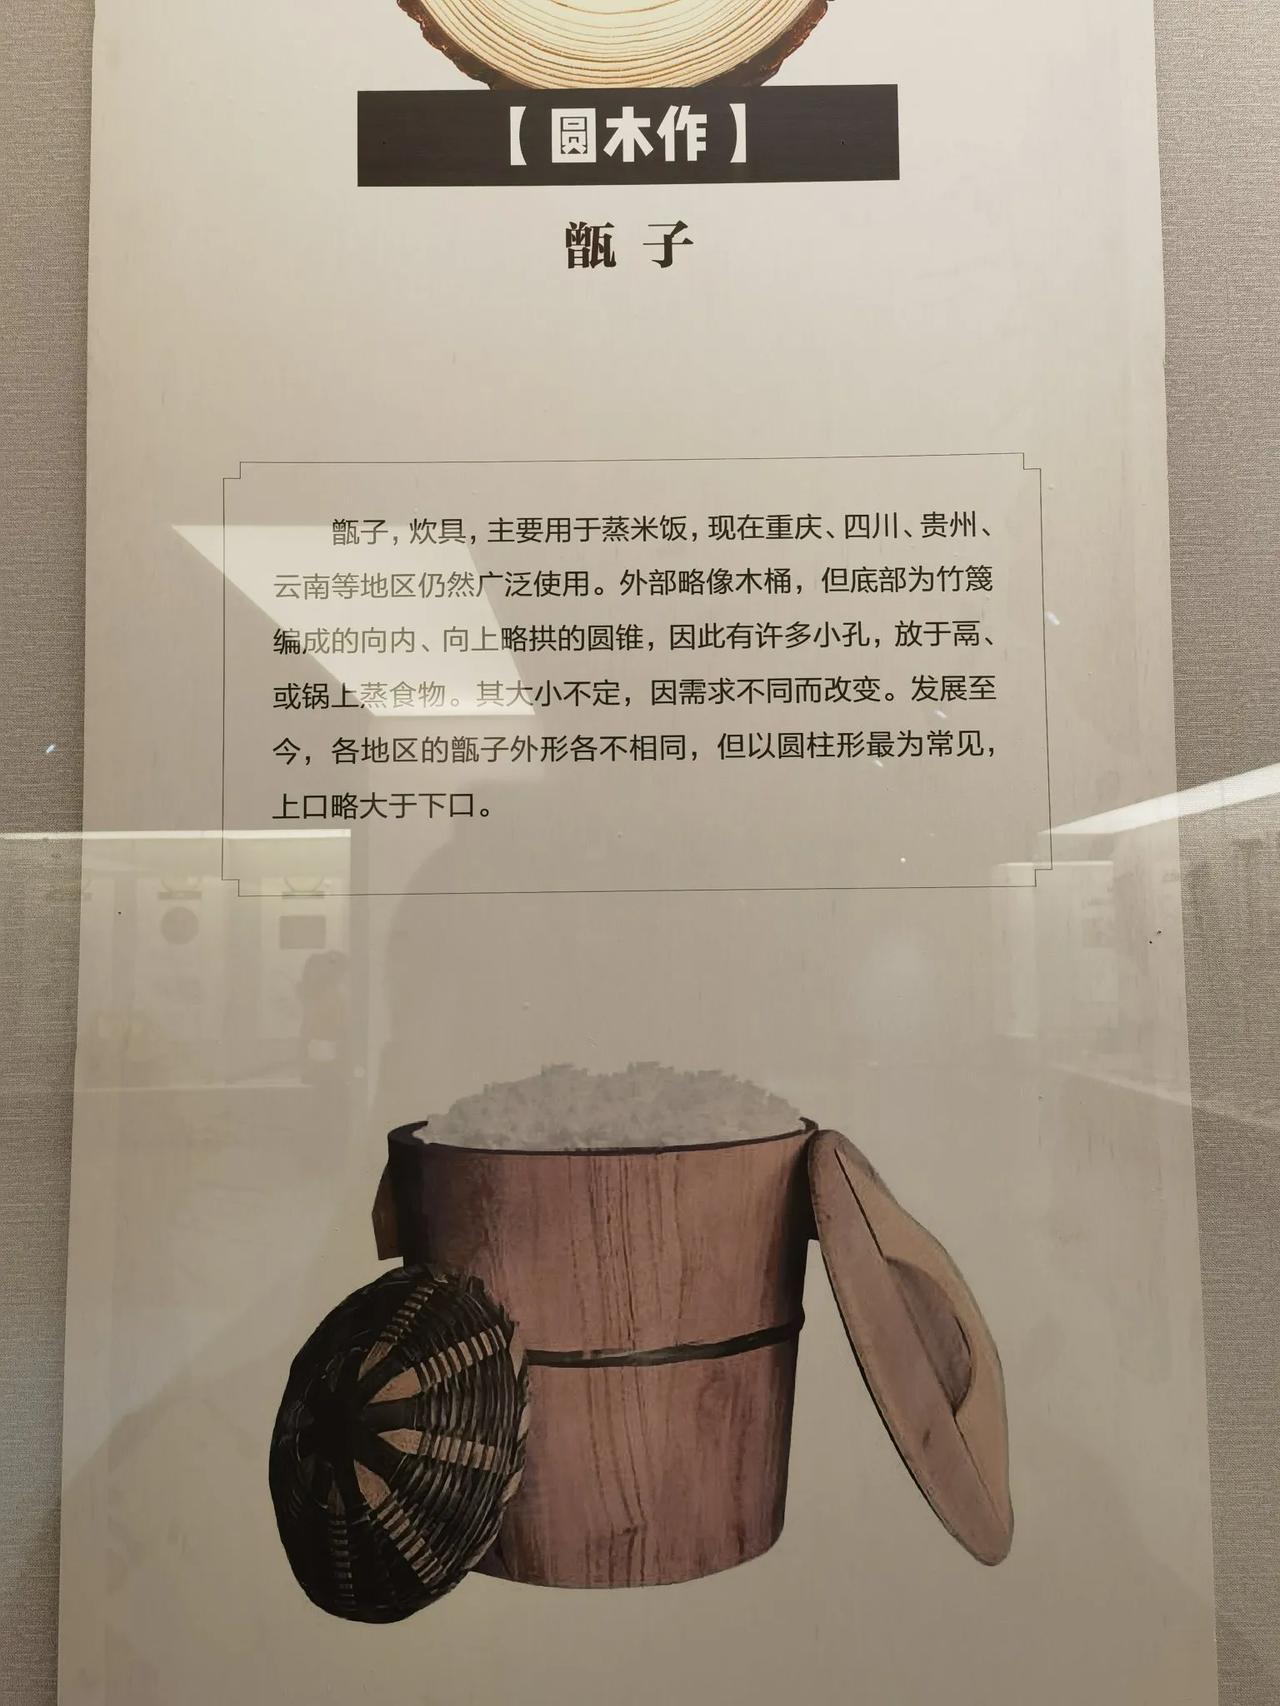 【圆木作】
甑子
甑子，炊具，主要用于蒸米饭，现在重庆、四川、贵州、
云南等地区仍然广泛使用。外部略像木桶，但底部为竹篾
编成的向内、向上略拱的圆锥，因此有许多小孔，放于鬲、
或锅上蒸食物。其大小不定，因需求不同而改变。发展至
今，各地区的甑子外形各不相同，但以圆柱形最为常见，
上口略大于下口。